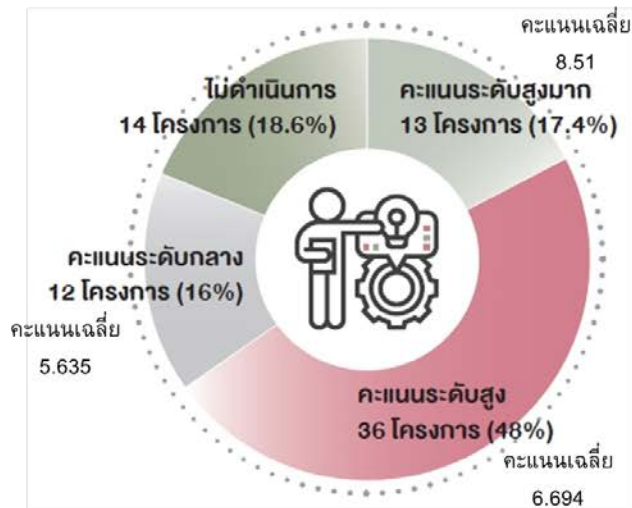 คะแนนเฉลี่ย
8.51
ไม่ดำเนินการ
14 โครงการ (18.6%)
คะแนนระดับสูงมาก
13 โครงการ (17.4%)
คะแนนระดับกลาง
12 โครงการ (16%)
คะแนนเฉลี่ย
5.635
คะแนนระดับสูง
36 โครงการ (48%)
คะแนนเฉลี่ย
6.694